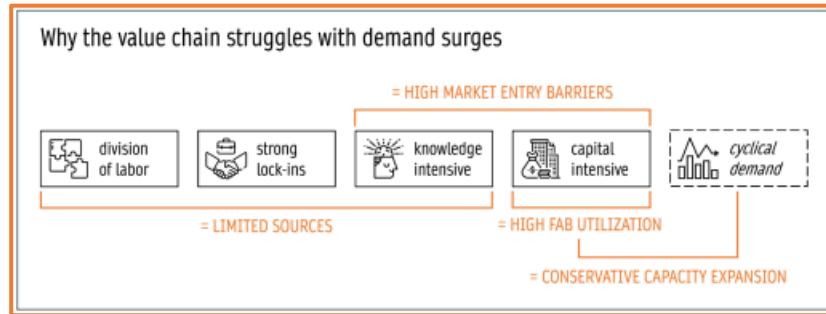 Why the value chain struggles with demand surges
= HIGH MARKET ENTRY BARRIERS
division
of labor
strong
lock-ins
knowledge
intensive
capital
intensive
cyclical
demand
= LIMITED SOURCES
= HIGH FAB UTILIZATION
= CONSERVATIVE CAPACITY EXPANSION